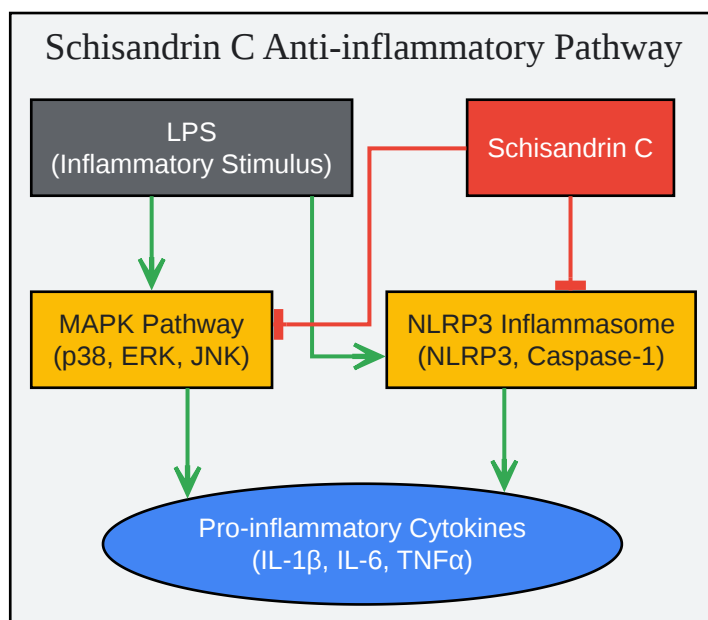 Schisandrin C Anti-inflammatory Pathway
LPS
(Inflammatory Stimulus)
Schisandrin C
MAPK Pathway
(p38, ERK, JNK)
NLRP3 Inflammasome
(NLRP3, Caspase-1)
Pro-inflammatory Cytokines
(IL-1β, IL-6, TNFα)